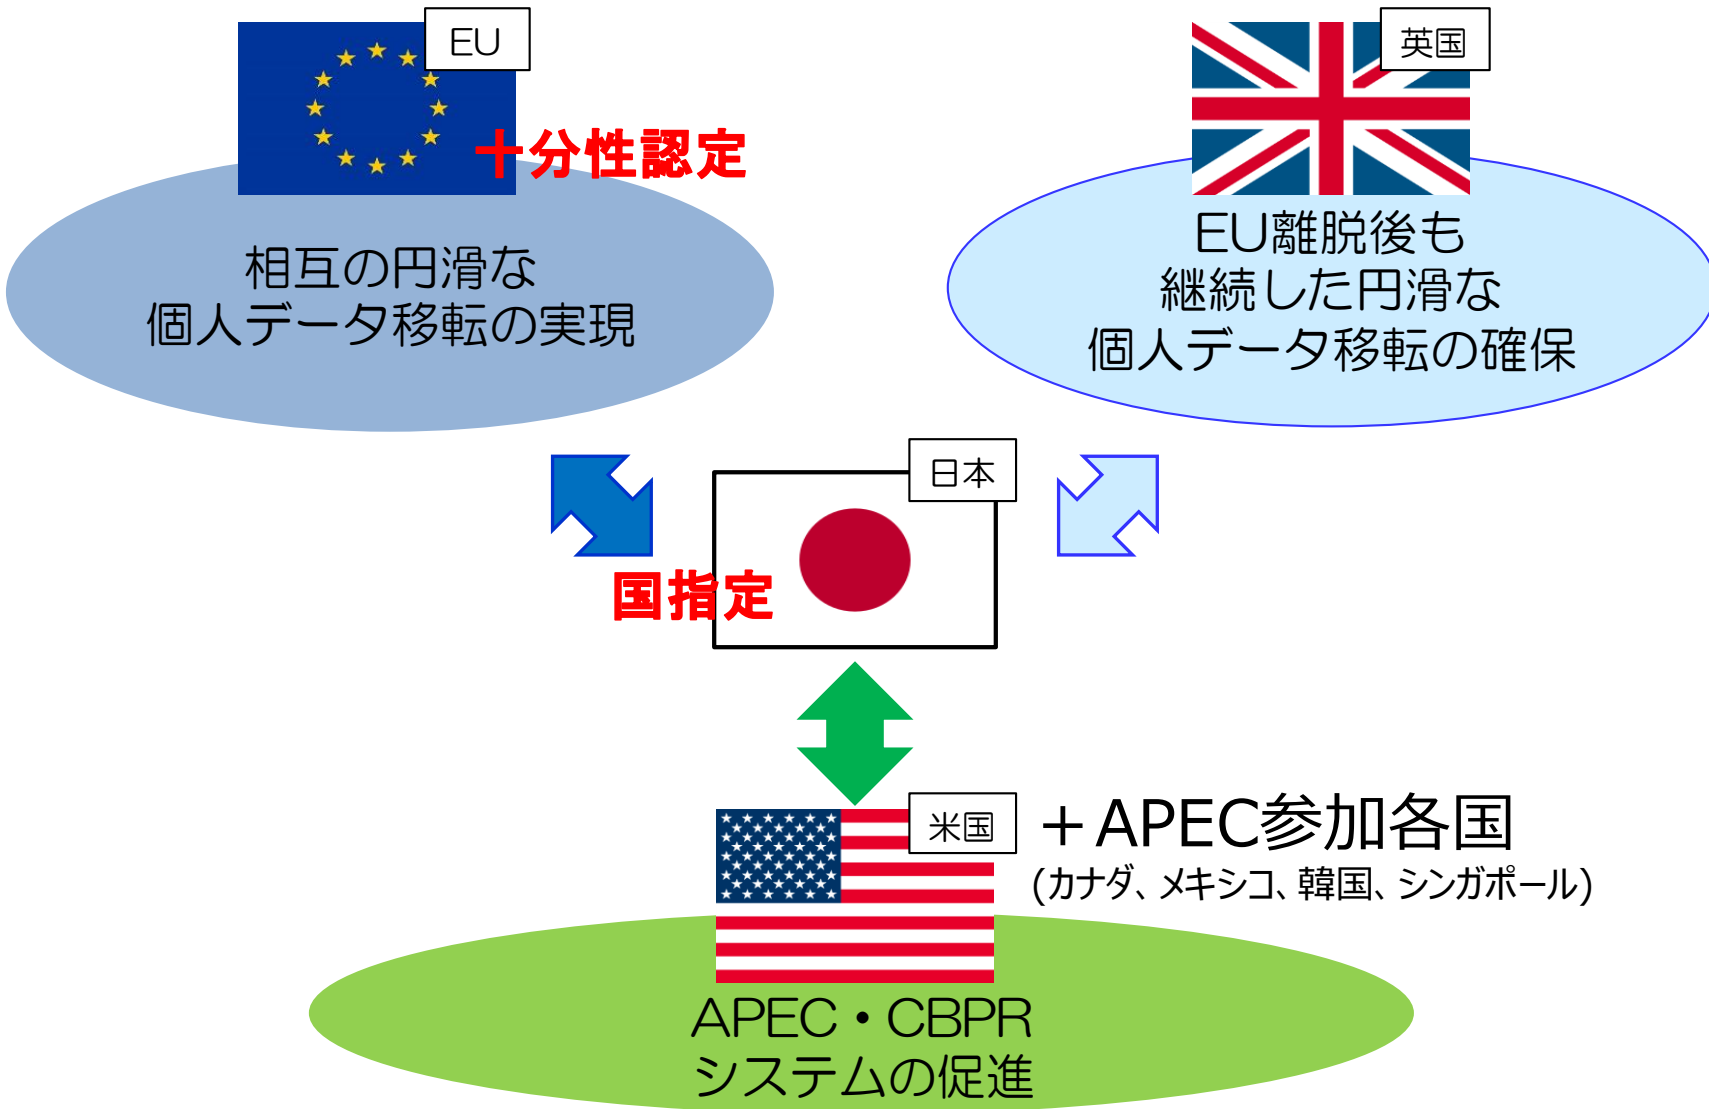 EU
十分性認定
相互の円滑な
個人データ移転の実現
英国
EU離脱後も
継続した円滑な
個人データ移転の確保
日本
国指定
米国
＋APEC参加各国
(カナダ、メキシコ、韓国、シンガポール)
APEC・CBPR
システムの促進